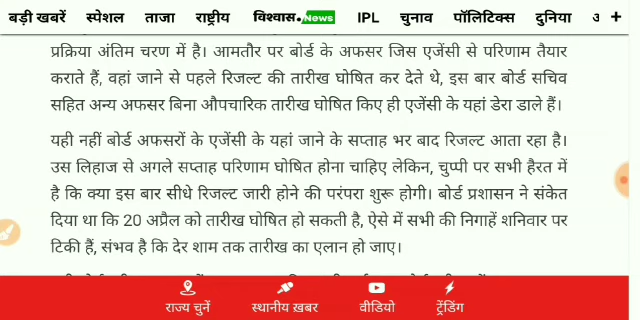 बड़ी खबरें स्पेशल ताजा राष्ट्रीय विश्वास.News IPL चुनाव पॉलिटिक्स दुनिया +
प्रक्रिया अंतिम चरण में है। आमतौर पर बोर्ड के अफसर जिस एजेंसी से परिणाम तैयार
कराते हैं, वहां जाने से पहले रिजल्ट की तारीख घोषित कर देते थे, इस बार बोर्ड सचिव
सहित अन्य अफसर बिना औपचारिक तारीख घोषित किए ही एजेंसी के यहां डेरा डाले हैं।
यही नहीं बोर्ड अफसरों के एजेंसी के यहां जाने के सप्ताह भर बाद रिजल्ट आता रहा है।
उस लिहाज से अगले सप्ताह परिणाम घोषित होना चाहिए लेकिन, चुप्पी पर सभी हैरत में
है कि क्या इस बार सीधे रिजल्ट जारी होने की परंपरा शुरू होगी। बोर्ड प्रशासन ने संकेत
दिया था कि 20 अप्रैल को तारीख घोषित हो सकती है, ऐसे में सभी की निगाहें शनिवार पर
टिकी हैं, संभव है कि देर शाम तक तारीख का एलान हो जाए।
राज्य चुनें स्थानीय ख़बर वीडियो ट्रेंडिंग